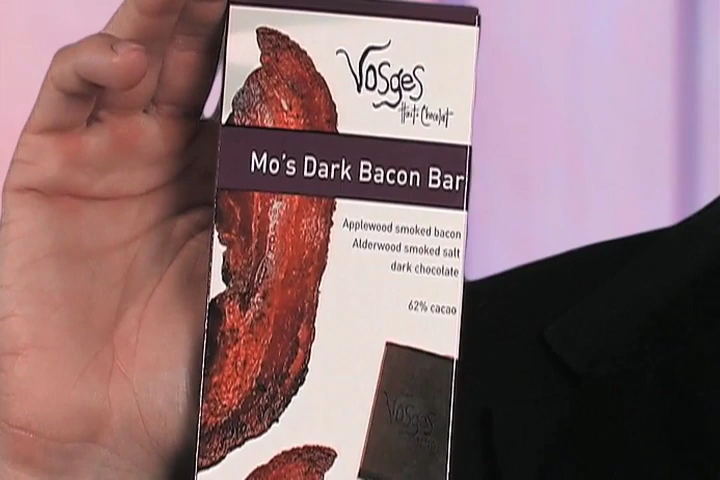 Vosges
Haut-Chocolat
Mo's Dark Bacon Bar
Applewood smoked bacon
Alderwood smoked salt
dark chocolate
62% cacao
Vosges